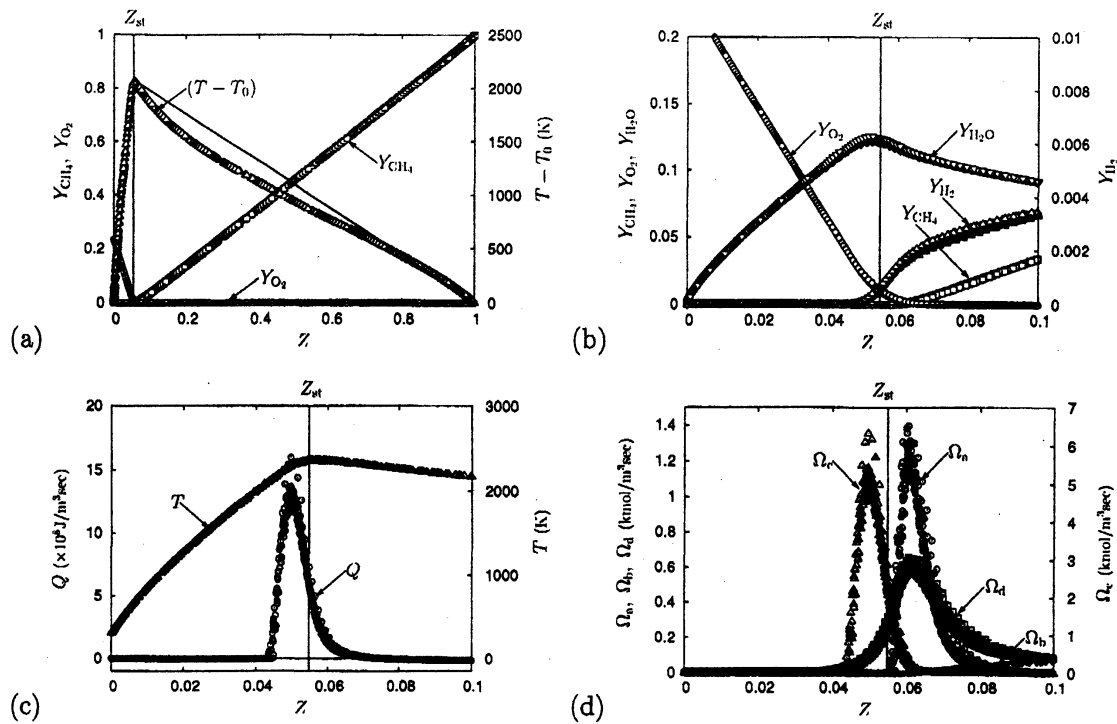 Z_st
Y_CH4, Y_O2
1
0.8
0.6
0.4
0.2
0
(T − T_0)
Y_CH4
Y_O2
2500
2000
1500
1000
500
0
T − T_0 (K)
0 0.2 0.4 0.6 0.8 1
Z
(a)
Z_st
Y_CH4, Y_O2, Y_H2O
0.2
0.15
0.1
0.05
0
Y_O2
Y_H2O
Y_H2
Y_CH4
0.01
0.008
0.006
0.004
0.002
0
Y_H2
0 0.02 0.04 0.06 0.08 0.1
Z
(b)
Z_st
Q (×10^8 J/m^3sec)
20
15
10
5
0
T
Q
3000
2000
1000
0
T (K)
0 0.02 0.04 0.06 0.08 0.1
Z
(c)
Z_st
Ω_a, Ω_b, Ω_d (kmol/m^3sec)
1.4
1.2
1
0.8
0.6
0.4
0.2
0
Ω_c
Ω_a
Ω_d
Ω_b
7
6
5
4
3
2
1
0
Ω_c (kmol/m^3sec)
0 0.02 0.04 0.06 0.08 0.1
Z
(d)